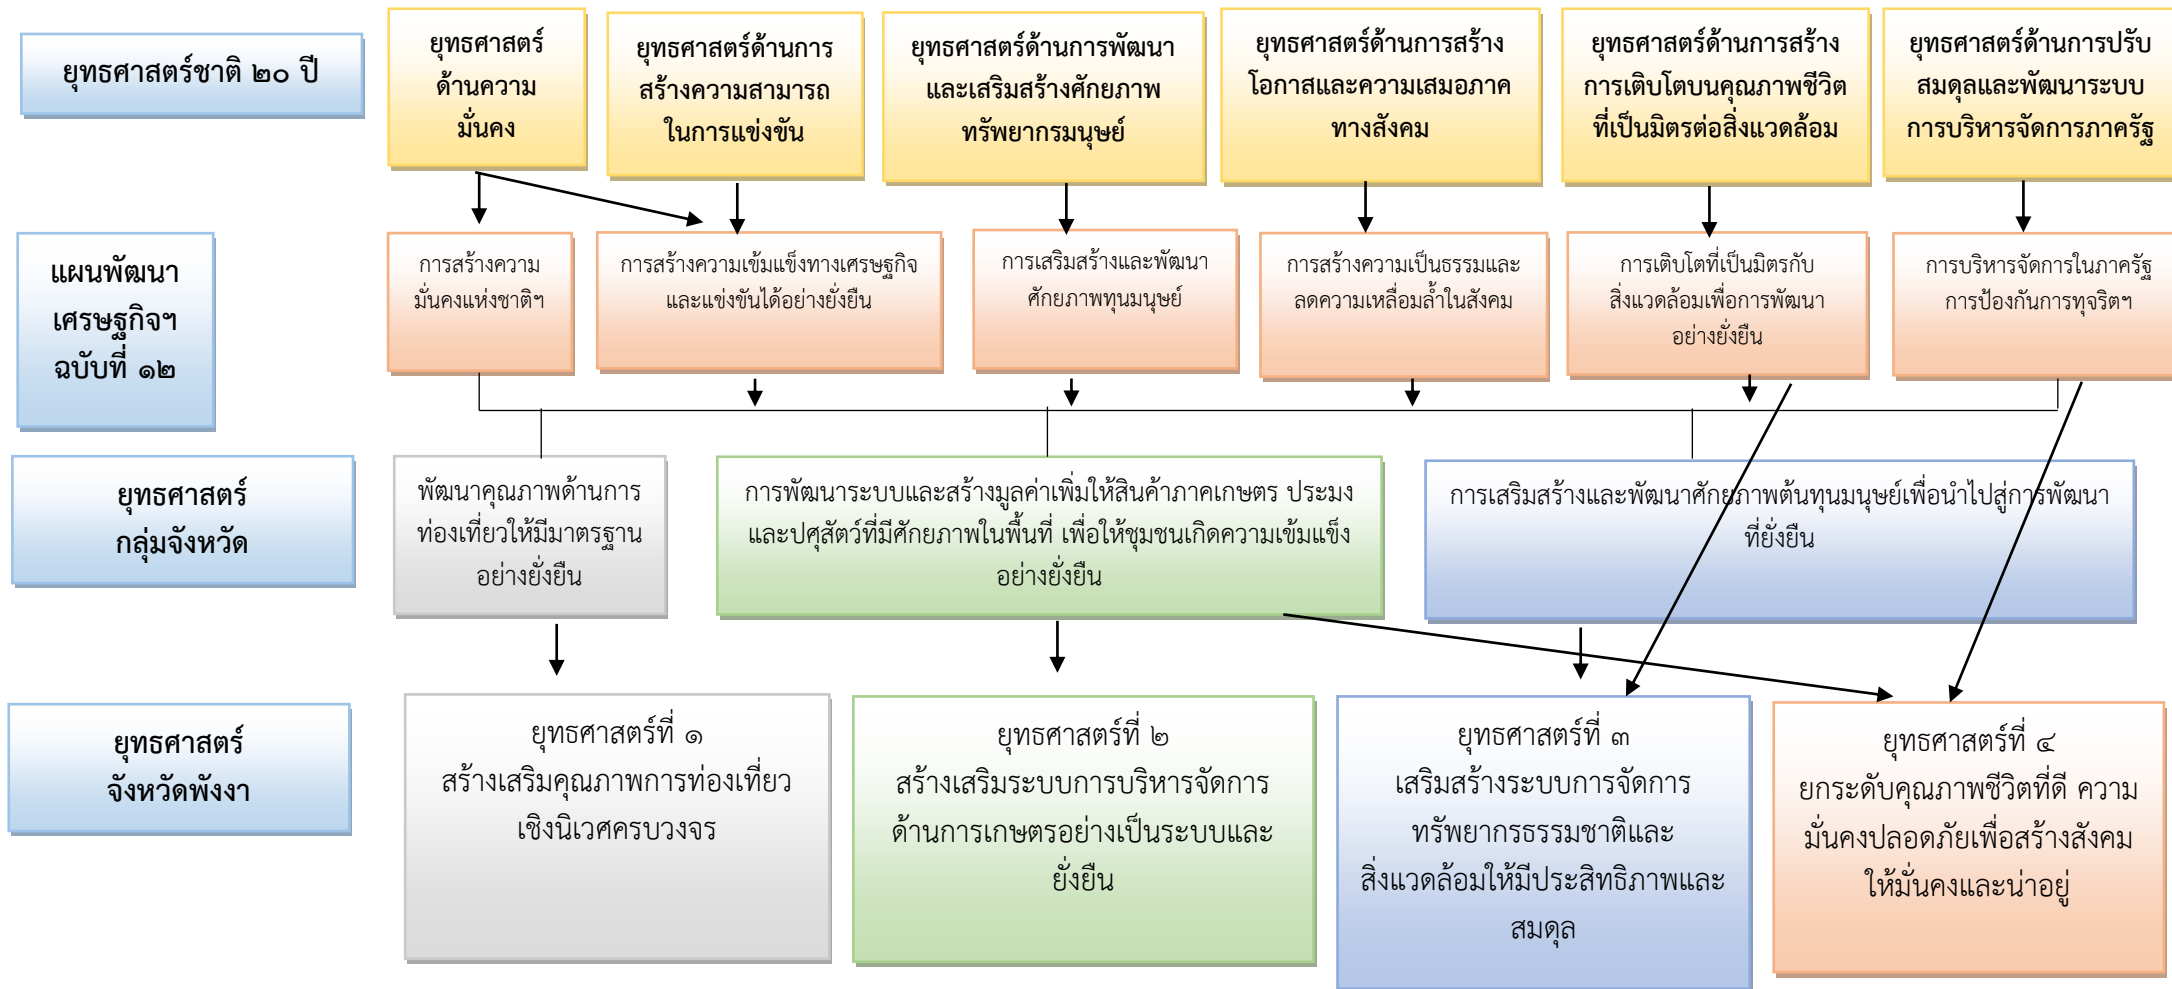 ยุทธศาสตร์ชาติ ๒๐ ปี
ยุทธศาสตร์
ด้านความ
มั่นคง
ยุทธศาสตร์ด้านการ
สร้างความสามารถ
ในการแข่งขัน
ยุทธศาสตร์ด้านการพัฒนา
และเสริมสร้างศักยภาพ
ทรัพยากรมนุษย์
ยุทธศาสตร์ด้านการสร้าง
โอกาสและความเสมอภาค
ทางสังคม
ยุทธศาสตร์ด้านการสร้าง
การเติบโตบนคุณภาพชีวิต
ที่เป็นมิตรต่อสิ่งแวดล้อม
ยุทธศาสตร์ด้านการปรับ
สมดุลและพัฒนาระบบ
การบริหารจัดการภาครัฐ
แผนพัฒนา
เศรษฐกิจฯ
ฉบับที่ ๑๒
การสร้างความ
มั่นคงแห่งชาติฯ
การสร้างความเข้มแข็งทางเศรษฐกิจ
และแข่งขันได้อย่างยั่งยืน
การเสริมสร้างและพัฒนา
ศักยภาพทุนมนุษย์
การสร้างความเป็นธรรมและ
ลดความเหลื่อมล้ำในสังคม
การเติบโตที่เป็นมิตรกับ
สิ่งแวดล้อมเพื่อการพัฒนา
อย่างยั่งยืน
การบริหารจัดการในภาครัฐ
การป้องกันการทุจริตฯ
ยุทธศาสตร์
กลุ่มจังหวัด
พัฒนาคุณภาพด้านการ
ท่องเที่ยวให้มีมาตรฐาน
อย่างยั่งยืน
การพัฒนาระบบและสร้างมูลค่าเพิ่มให้สินค้าภาคเกษตร ประมง
และปศุสัตว์ที่มีศักยภาพในพื้นที่ เพื่อให้ชุมชนเกิดความเข้มแข็ง
อย่างยั่งยืน
การเสริมสร้างและพัฒนาศักยภาพต้นทุนมนุษย์เพื่อนำไปสู่การพัฒนา
ที่ยั่งยืน
ยุทธศาสตร์
จังหวัดพังงา
ยุทธศาสตร์ที่ ๑
สร้างเสริมคุณภาพการท่องเที่ยว
เชิงนิเวศครบวงจร
ยุทธศาสตร์ที่ ๒
สร้างเสริมระบบการบริหารจัดการ
ด้านการเกษตรอย่างเป็นระบบและ
ยั่งยืน
ยุทธศาสตร์ที่ ๓
เสริมสร้างระบบการจัดการ
ทรัพยากรธรรมชาติและ
สิ่งแวดล้อมให้มีประสิทธิภาพและ
สมดุล
ยุทธศาสตร์ที่ ๔
ยกระดับคุณภาพชีวิตที่ดี ความ
มั่นคงปลอดภัยเพื่อสร้างสังคม
ให้มั่นคงและน่าอยู่